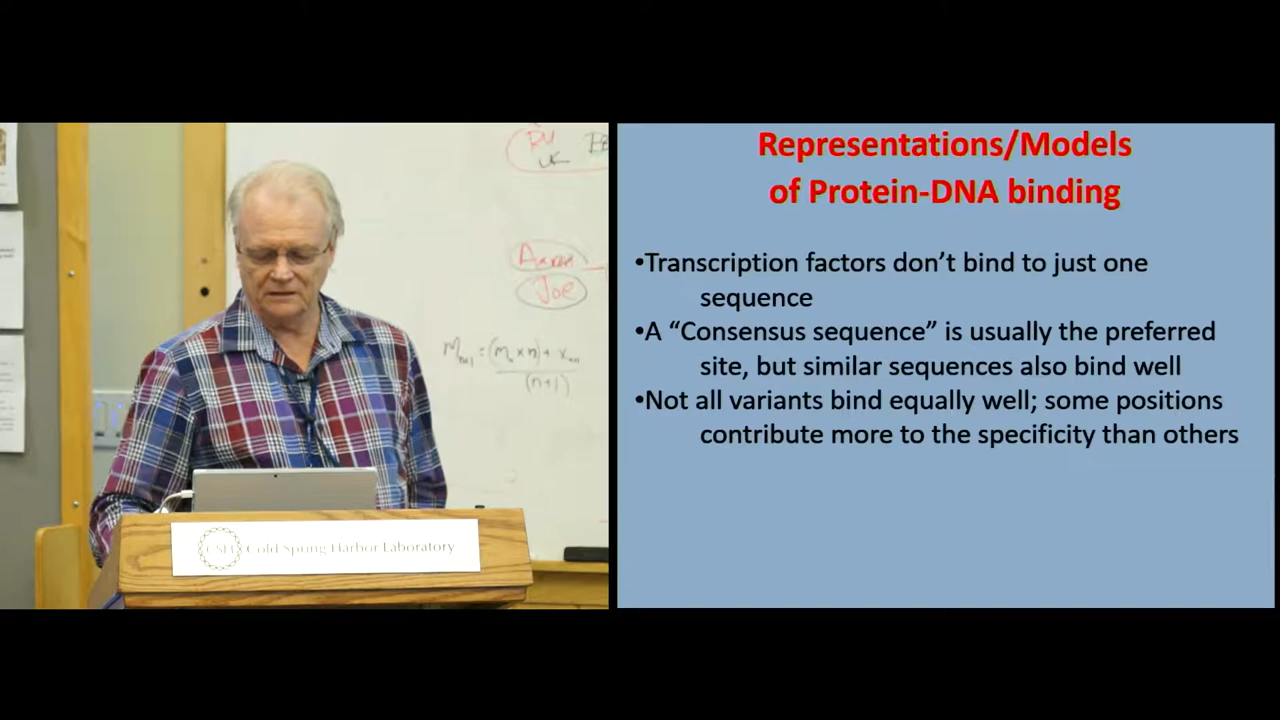 RU
Aaron
Joe
Cold Spring Harbor Laboratory
Representations/Models
of Protein-DNA binding
•Transcription factors don’t bind to just one
sequence
•A “Consensus sequence” is usually the preferred
site, but similar sequences also bind well
•Not all variants bind equally well; some positions
contribute more to the specificity than others